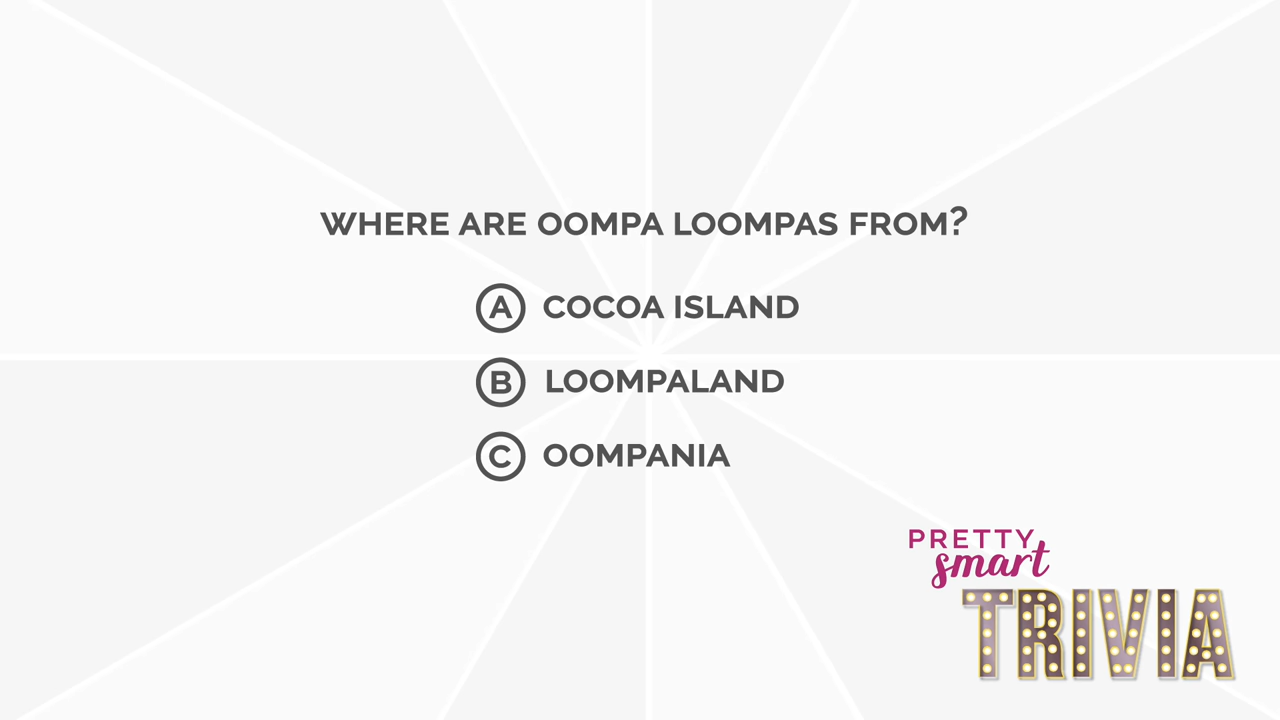 WHERE ARE OOMPA LOOMPAS FROM?
A COCOA ISLAND
B LOOMPALAND
C OOMPANIA
PRETTY
smart
TRIVIA